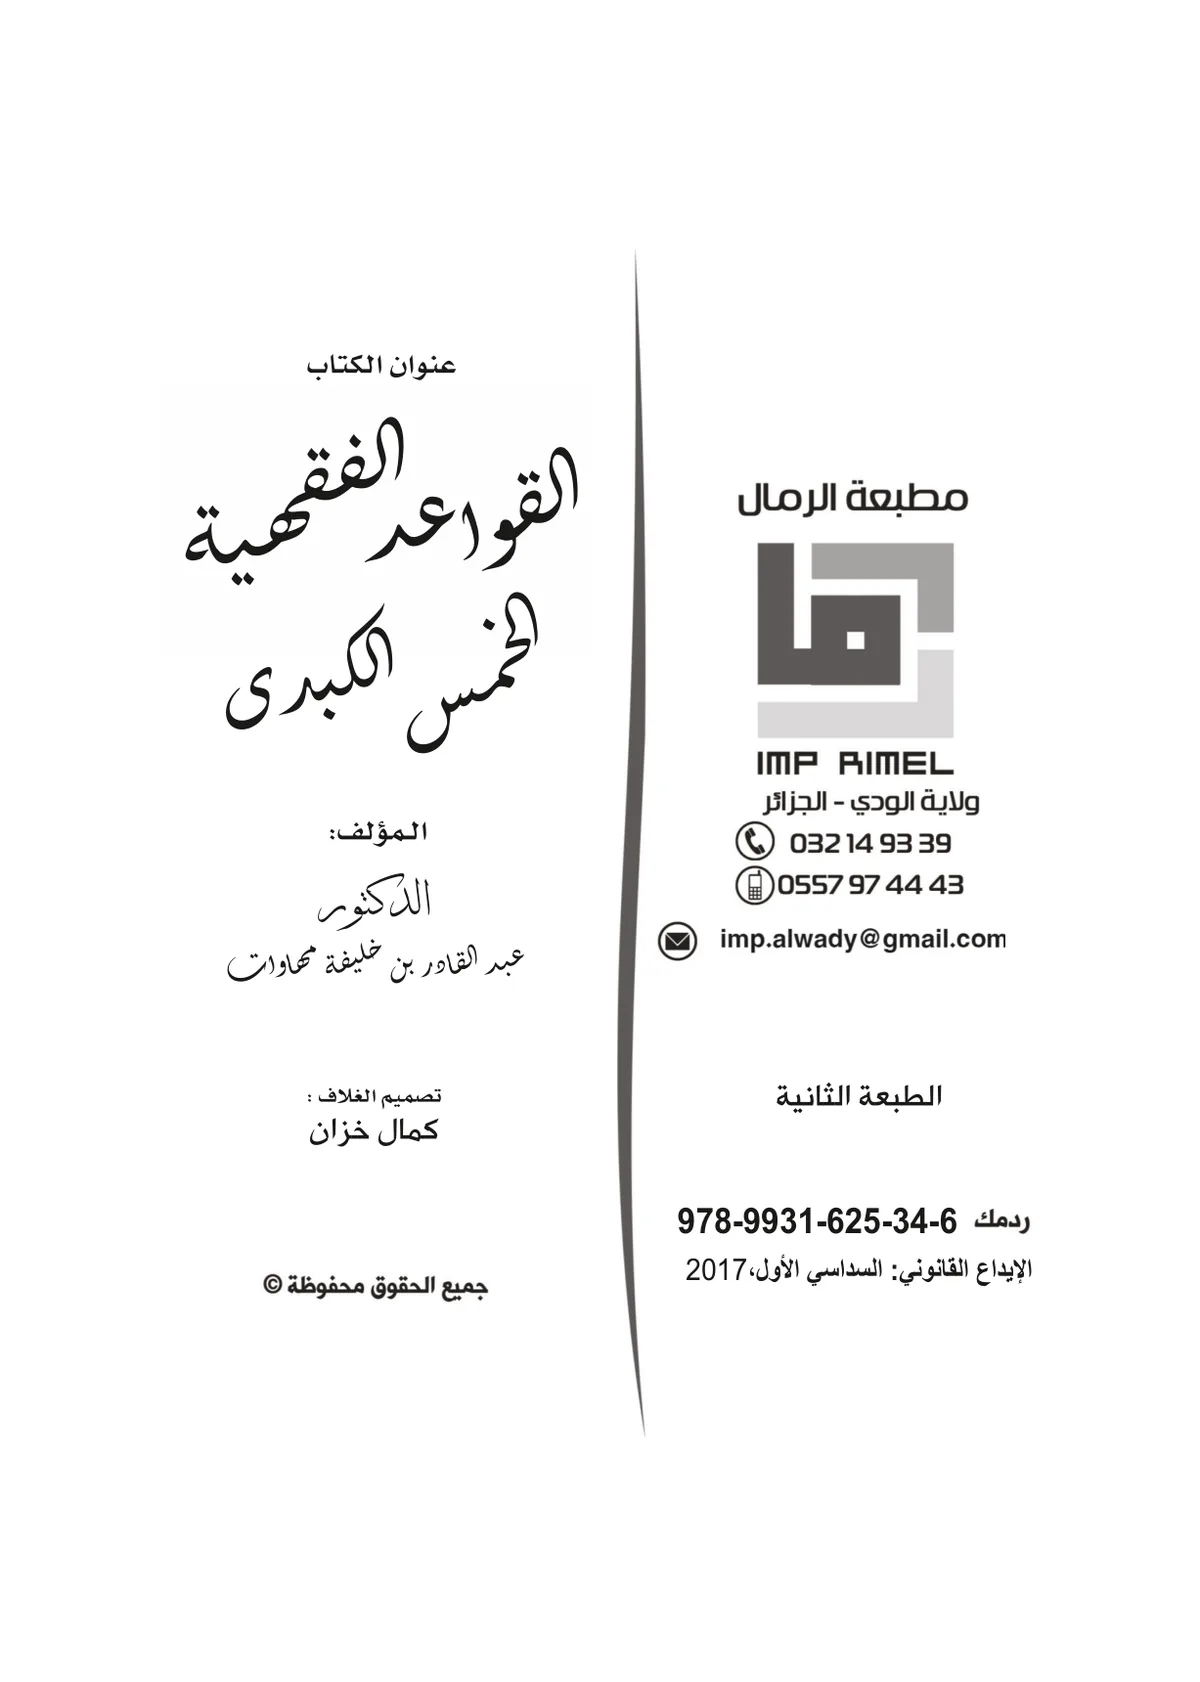 مطبعة الرمال
IMP RIMEL
ولاية الودي - الجزائر
032 14 93 39
0557 97 44 43
imp.alwady@gmail.com
الطبعة الثانية
ردمك 978-9931-625-34-6
الإيداع القانوني: السداسي الأول،2017
عنوان الكتاب
القواعد الفقهية
الخمس الكبرى
المؤلف:
الدكتور
عبد القادر بن خليفة مهاوات
تصميم الغلاف :
كمال خزان
جميع الحقوق محفوظة ©